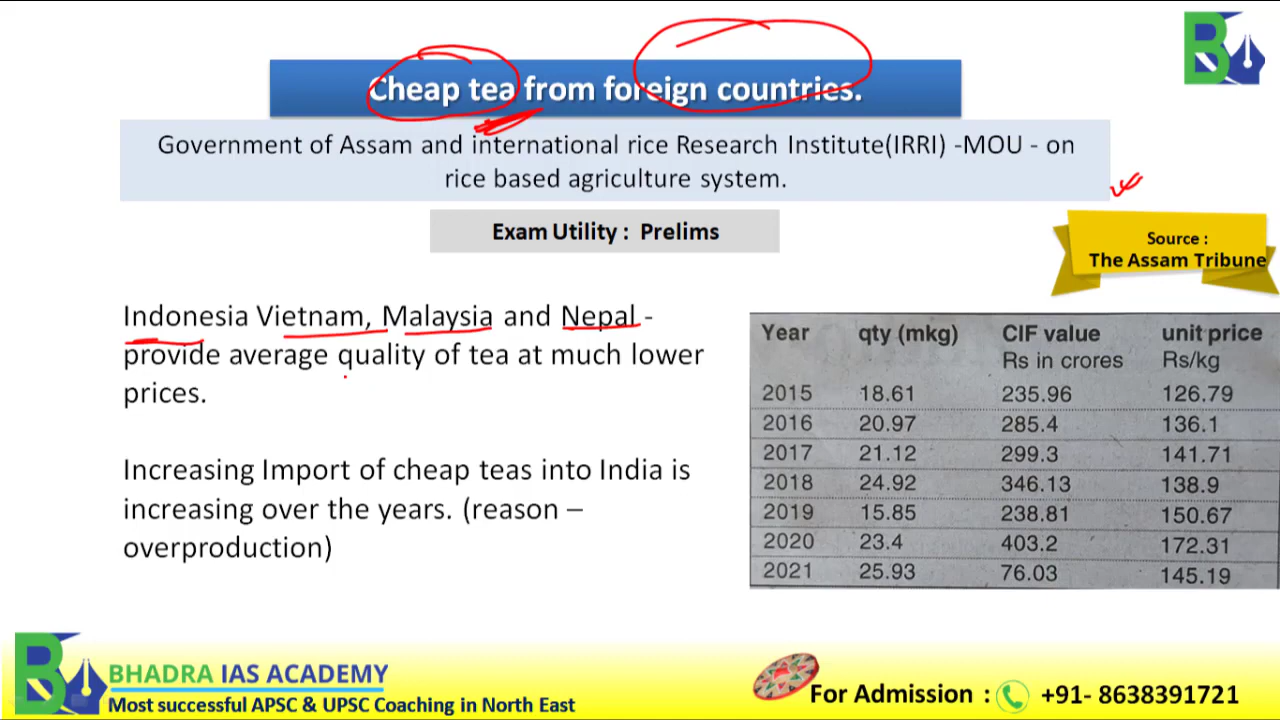 Cheap tea from foreign countries.
Government of Assam and international rice Research Institute(IRRI) -MOU - on
rice based agriculture system.
Exam Utility : Prelims
Source :
The Assam Tribune
Indonesia Vietnam, Malaysia and Nepal -
provide average quality of tea at much lower
prices.
Increasing Import of cheap teas into India is
increasing over the years. (reason –
overproduction)
Year qty (mkg) CIF value unit price
Rs in crores Rs/kg
2015 18.61 235.96 126.79
2016 20.97 285.4 136.1
2017 21.12 299.3 141.71
2018 24.92 346.13 138.9
2019 15.85 238.81 150.67
2020 23.4 403.2 172.31
2021 25.93 76.03 145.19
BHADRA IAS ACADEMY
Most successful APSC & UPSC Coaching in North East
For Admission : +91- 8638391721